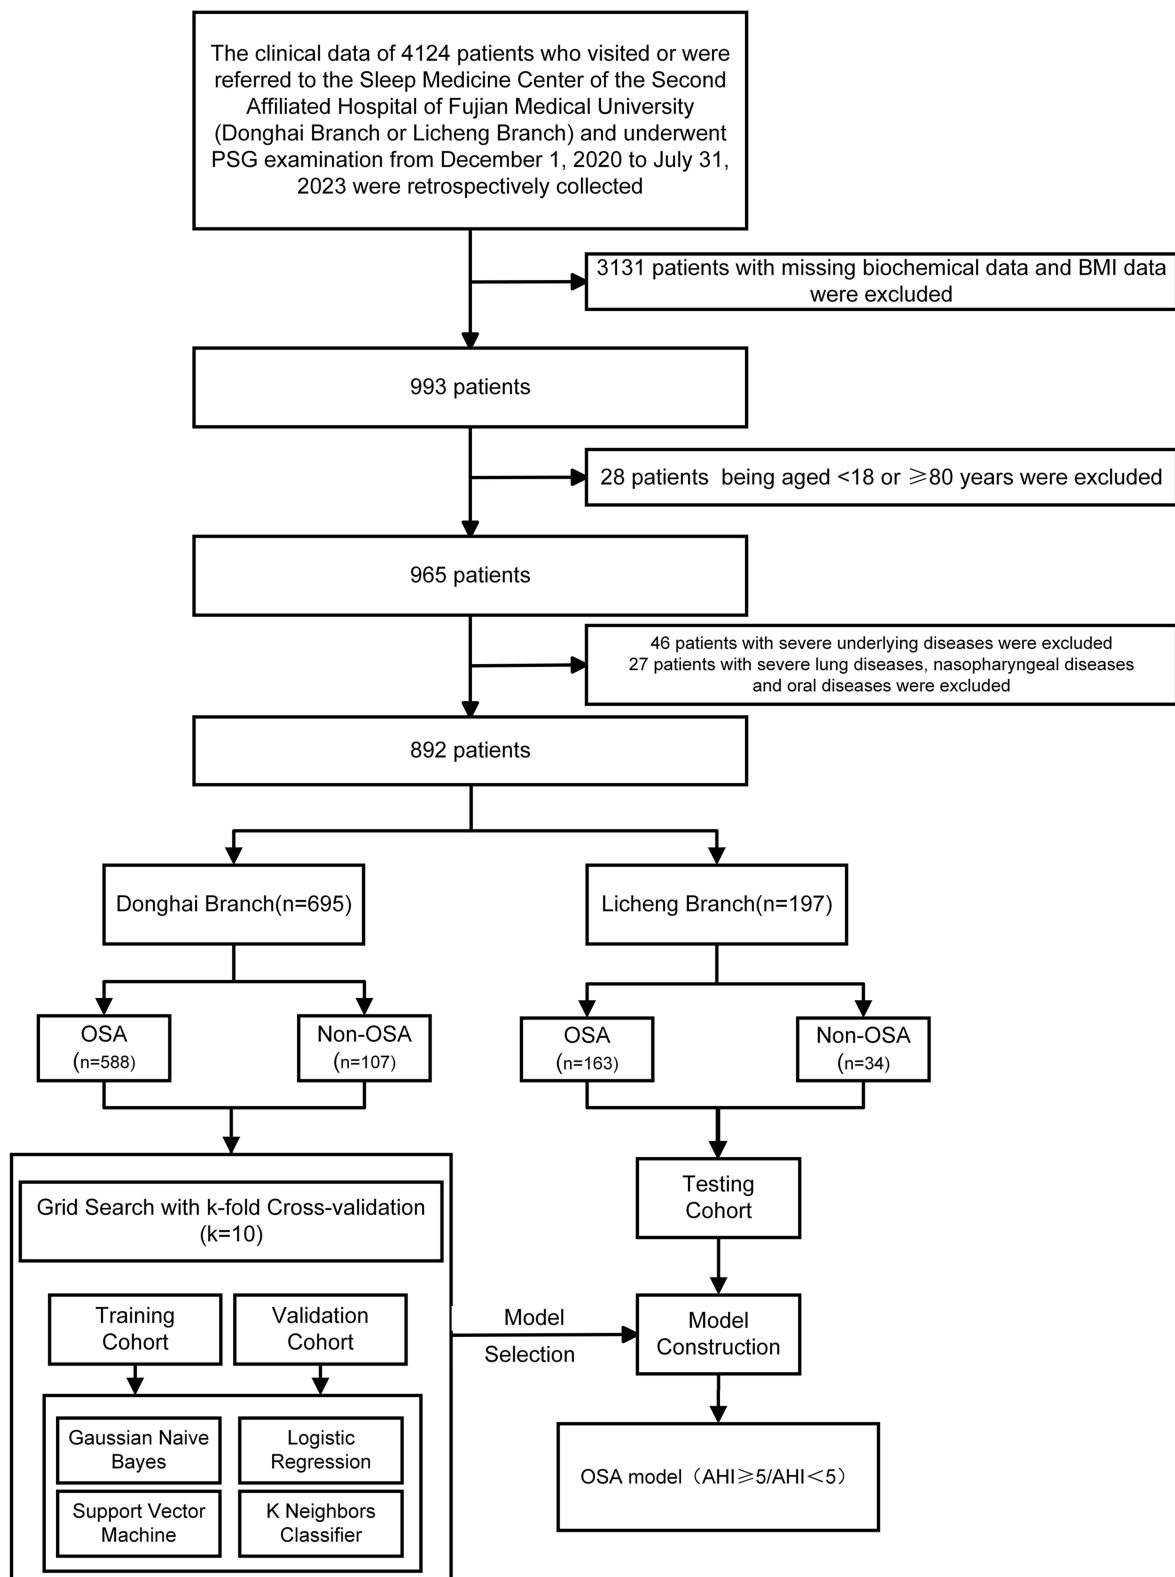 The clinical data of 4124 patients who visited or were
referred to the Sleep Medicine Center of the Second
Affiliated Hospital of Fujian Medical University
(Donghai Branch or Licheng Branch) and underwent
PSG examination from December 1, 2020 to July 31,
2023 were retrospectively collected
3131 patients with missing biochemical data and BMI data
were excluded
993 patients
28 patients  being aged <18 or ≥80 years were excluded
965 patients
46 patients with severe underlying diseases were excluded
27 patients with severe lung diseases, nasopharyngeal diseases
and oral diseases were excluded
892 patients
Donghai Branch(n=695)
Licheng Branch(n=197)
OSA
(n=588)
Non-OSA
(n=107)
OSA
(n=163)
Non-OSA
(n=34)
Grid Search with k-fold Cross-validation
(k=10)
Training
Cohort
Validation
Cohort
Gaussian Naive
Bayes
Logistic
Regression
Support Vector
Machine
K Neighbors
Classifier
Model
Selection
Testing
Cohort
Model
Construction
OSA model（AHI≥5/AHI＜5）